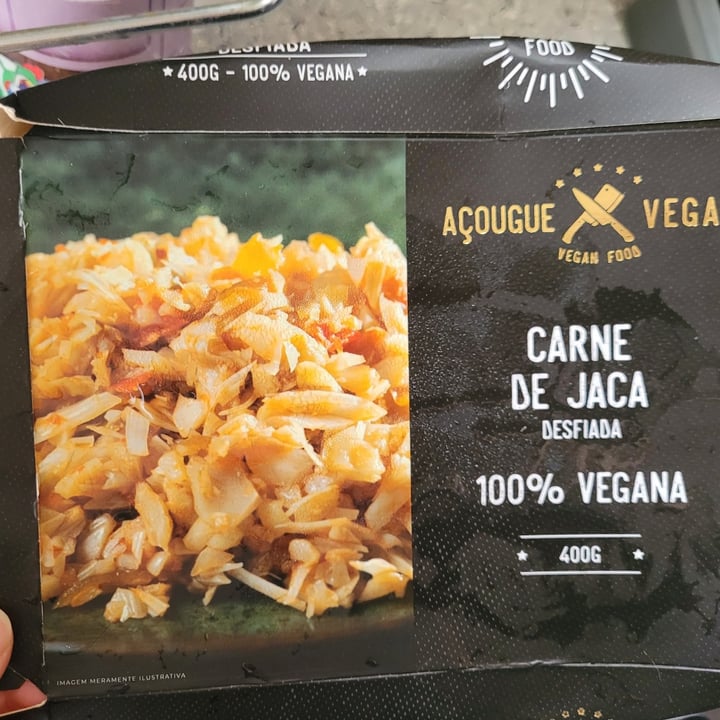 DESFIADA
★ 400G - 100% VEGANA ★
FOOD
AÇOUGUE VEGA
VEGAN FOOD
CARNE
DE JACA
DESFIADA
100% VEGANA
★ 400G ★
IMAGEM MERAMENTE ILUSTRATIVA